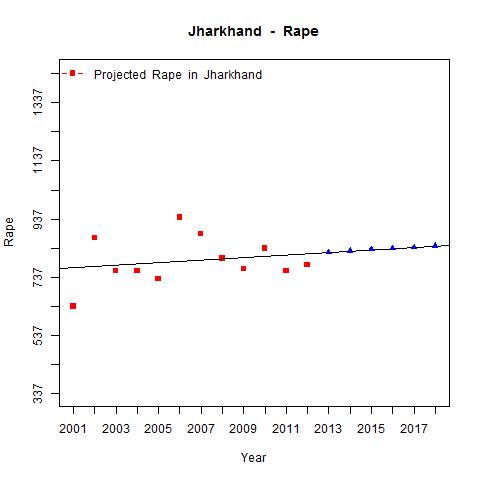 Jharkhand - Rape
Projected Rape in Jharkhand
Rape
1337
1137
937
737
537
337
2001 2003 2005 2007 2009 2011 2013 2015 2017
Year